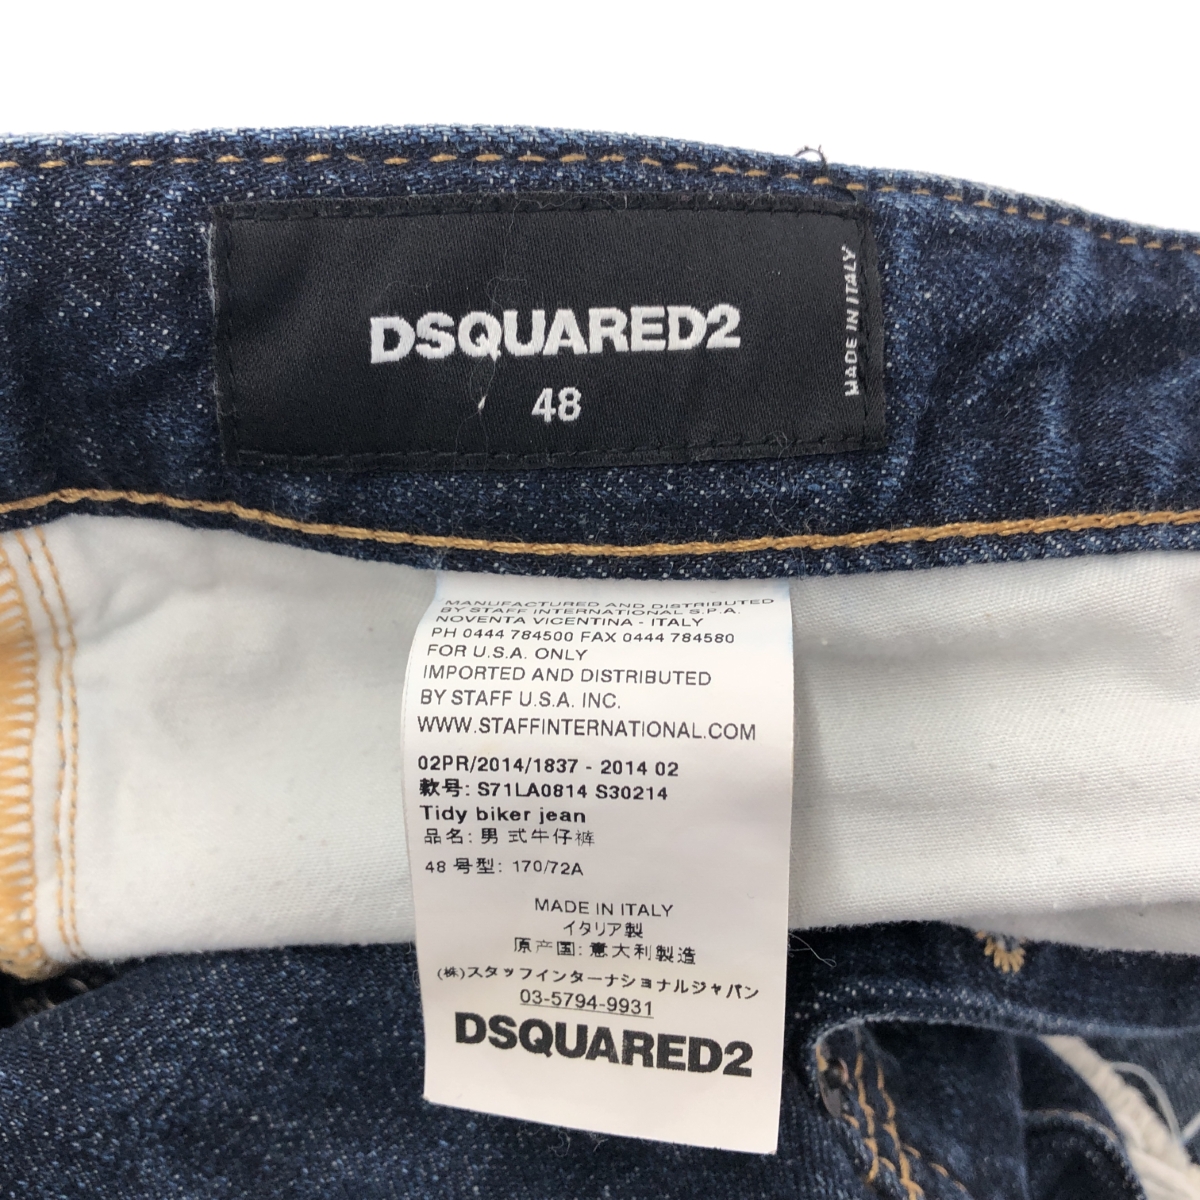 DSQUARED2
48
MADE IN ITALY
MANUFACTURED AND DISTRIBUTED
BY STAFF INTERNATIONAL S.P.A.
NOVENTA VICENTINA - ITALY
PH 0444 784500 FAX 0444 784580
FOR U.S.A. ONLY
IMPORTED AND DISTRIBUTED
BY STAFF U.S.A. INC.
WWW.STAFFINTERNATIONAL.COM
02PR/2014/1837 - 2014 02
款号: S71LA0814 S30214
Tidy biker jean
品名: 男式牛仔裤
48 号型: 170/72A
MADE IN ITALY
イタリア製
原产国: 意大利製造
(株)スタッフインターナショナルジャパン
03-5794-9931
DSQUARED2